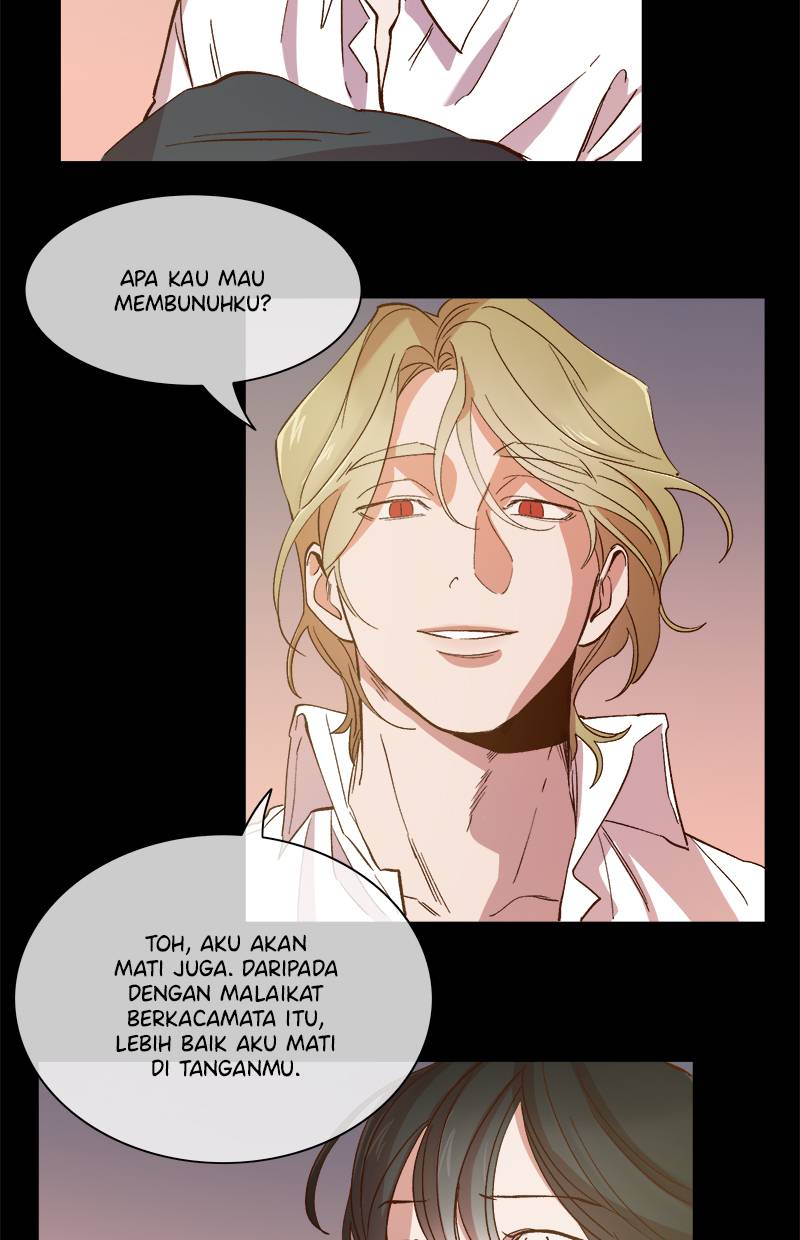 APA KAU MAU
MEMBUNUHKU?
TOH, AKU AKAN
MATI JUGA. DARIPADA
DENGAN MALAIKAT
BERKACAMATA ITU,
LEBIH BAIK AKU MATI
DI TANGANMU.